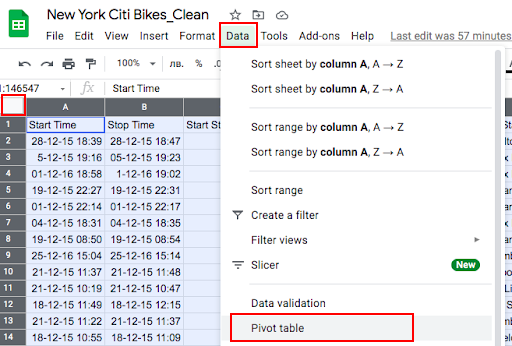 New York Citi Bikes_Clean
File Edit View Insert Format Data Tools Add-ons Help Last edit was 57 minutes
100% лв. % .0
1:146547 fx Start Time
A B
1 Start Time Stop Time Start St
2 28-12-15 18:39 28-12-15 18:47
3 5-12-15 19:16 05-12-15 19:23
4 01-12-16 18:58 1-12-16 19:02
5 19-12-15 22:27 19-12-15 22:31
6 01-12-15 22:14 01-12-15 22:17
7 04-12-15 18:31 04-12-15 18:35
8 19-12-15 08:50 19-12-15 08:54
9 25-12-16 15:04 25-12-16 15:14
10 21-12-15 11:37 21-12-15 11:48
11 21-12-15 10:19 21-12-15 10:47
12 18-12-15 11:49 18-12-15 12:15
13 21-12-15 11:22 21-12-15 11:37
14 18-12-15 10:55 18-12-15 11:09
Sort sheet by column A, A → Z
Sort sheet by column A, Z → A
Sort range by column A, A → Z
Sort range by column A, Z → A
Sort range
Create a filter
Filter views
Slicer New
Data validation
Pivot table